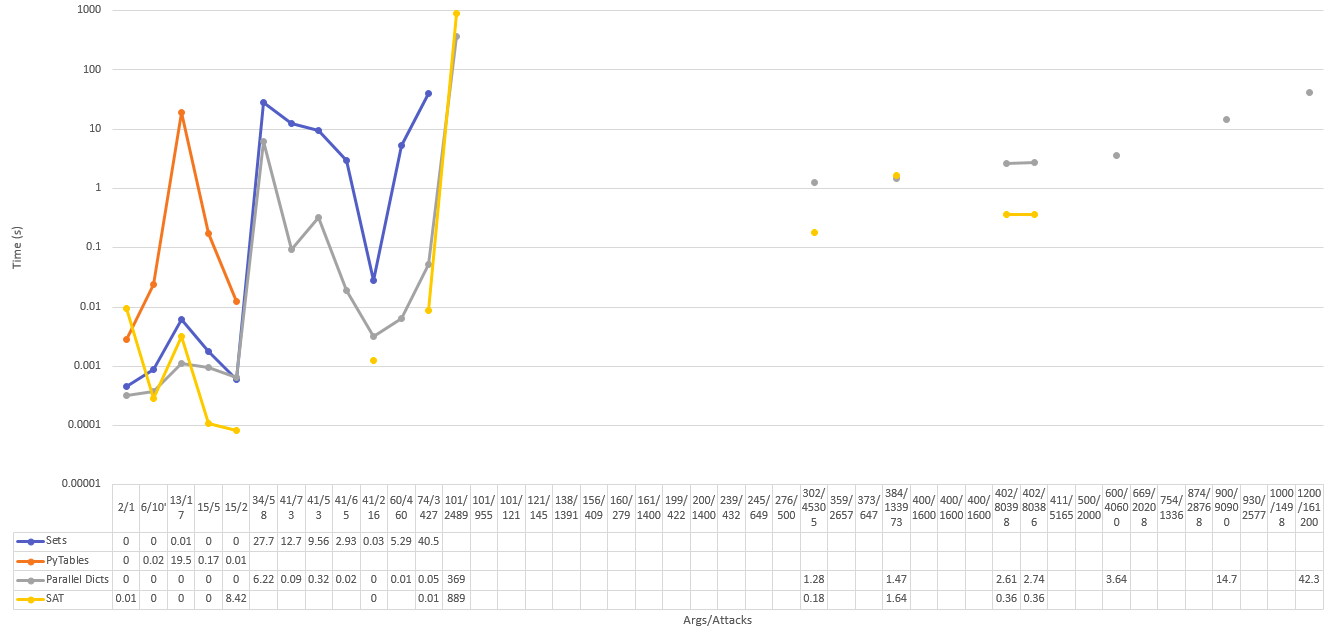 1000
100
10
1
0.1
0.01
0.001
0.0001
0.00001
Time (s)
2/1 6/10' 13/1 15/5 15/2 34/5 41/7 41/5 41/6 41/2 60/4 74/3 101/ 101/ 101/ 121/ 138/ 156/ 160/ 161/ 199/ 200/ 239/ 245/ 276/ 302/ 359/ 373/ 384/ 400/ 400/ 400/ 402/ 402/ 411/ 500/ 600/ 669/ 754/ 874/ 900/ 930/ 1000 1200
7 8 3 3 5 16 60 427 2489 955 121 145 1391 409 279 1400 422 1400 432 649 500 4530 2657 647 1339 1600 1600 1600 8039 8038 5165 2000 4060 2020 1336 2876 9090 2577 /149 /161
5 73 8 6 0 8 8 0 8 200
Sets 0 0 0.01 0 0 27.7 12.7 9.56 2.93 0.03 5.29 40.5
PyTables 0 0.02 19.5 0.17 0.01
Parallel Dicts 0 0 0 0 0 6.22 0.09 0.32 0.02 0 0.01 0.05 369 1.28 1.47 2.61 2.74 3.64 14.7 42.3
SAT 0.01 0 0 0 8.42 0 0.01 889 0.18 1.64 0.36 0.36
Args/Attacks